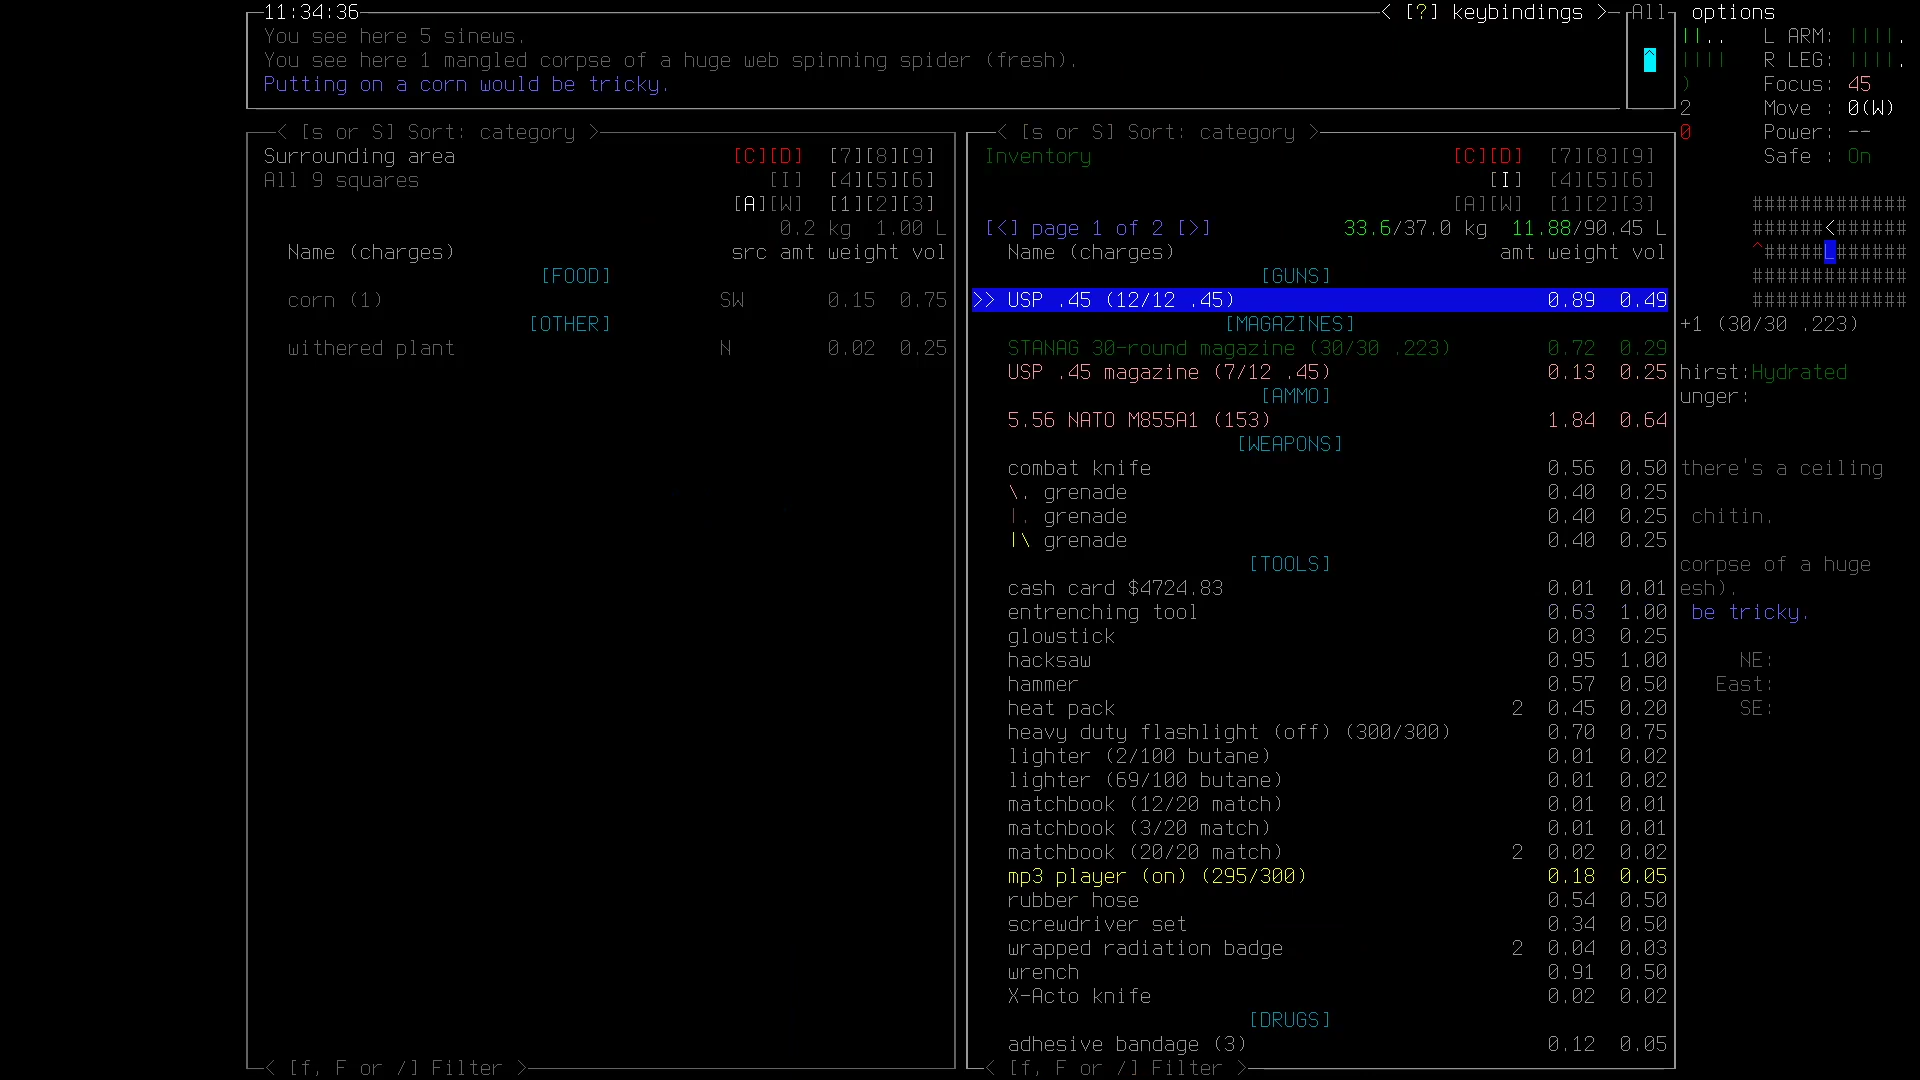 11:34:36 < [?] keybindings > All options
You see here 5 sinews.
You see here 1 mangled corpse of a huge web spinning spider (fresh).
Putting on a corn would be tricky.
^
||.. L ARM: ||||.
|||| R LEG: ||||.
) Focus: 45
2 Move : 0(W)
0 Power: --
Safe : On
< [s or S] Sort: category >
Surrounding area [C][D] [7][8][9]
All 9 squares [I] [4][5][6]
[A][W] [1][2][3]
0.2 kg 1.00 L
Name (charges) src amt weight vol
[FOOD]
corn (1) SW 0.15 0.75
[OTHER]
withered plant N 0.02 0.25
< [f, F or /] Filter >
< [s or S] Sort: category >
Inventory [C][D] [7][8][9]
[I] [4][5][6]
[A][W] [1][2][3]
[<] page 1 of 2 [>] 33.6/37.0 kg 11.88/90.45 L
Name (charges) amt weight vol
[GUNS]
>> USP .45 (12/12 .45) 0.89 0.49
[MAGAZINES]
STANAG 30-round magazine (30/30 .223) 0.72 0.29
USP .45 magazine (7/12 .45) 0.13 0.25
[AMMO]
5.56 NATO M855A1 (153) 1.84 0.64
[WEAPONS]
combat knife 0.56 0.50
\. grenade 0.40 0.25
|. grenade 0.40 0.25
|\ grenade 0.40 0.25
[TOOLS]
cash card $4724.83 0.01 0.01
entrenching tool 0.63 1.00
glowstick 0.03 0.25
hacksaw 0.95 1.00
hammer 0.57 0.50
heat pack 2 0.45 0.20
heavy duty flashlight (off) (300/300) 0.70 0.75
lighter (2/100 butane) 0.01 0.02
lighter (69/100 butane) 0.01 0.02
matchbook (12/20 match) 0.01 0.01
matchbook (3/20 match) 0.01 0.01
matchbook (20/20 match) 2 0.02 0.02
mp3 player (on) (295/300) 0.18 0.05
rubber hose 0.54 0.50
screwdriver set 0.34 0.50
wrapped radiation badge 2 0.04 0.03
wrench 0.91 0.50
X-Acto knife 0.02 0.02
[DRUGS]
adhesive bandage (3) 0.12 0.05
< [f, F or /] Filter >
#############
######<######
^#####L######
#############
#############
+1 (30/30 .223)
hirst:Hydrated
unger:
there's a ceiling
chitin.
corpse of a huge
esh).
be tricky.
NE:
East:
SE: